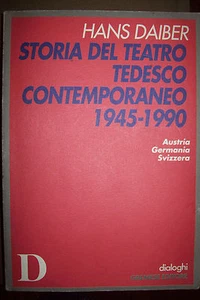 HANS DAIBER
STORIA DEL TEATRO
TEDESCO
CONTEMPORANEO
1945-1990
Austria
Germania
Svizzera
D
dialoghi